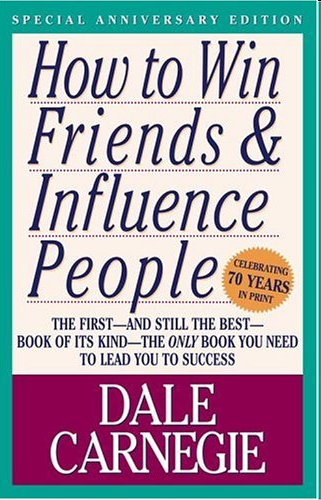 SPECIAL ANNIVERSARY EDITION
How to Win
Friends &
Influence
People
CELEBRATING
70 YEARS
IN PRINT
THE FIRST—AND STILL THE BEST—
BOOK OF ITS KIND—THE ONLY BOOK YOU NEED
TO LEAD YOU TO SUCCESS
DALE
CARNEGIE